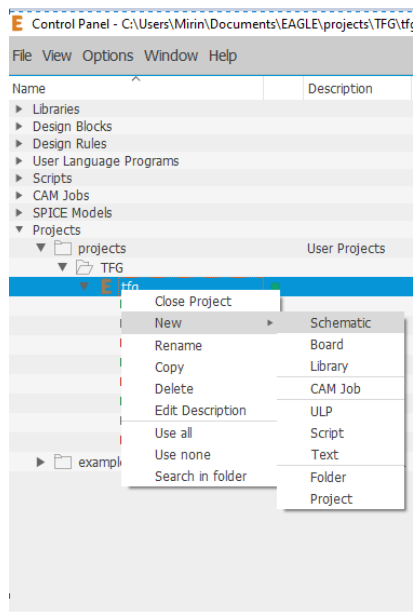 E Control Panel - C:\Users\Mirin\Documents\EAGLE\projects\TFG\tfg
File View Options Window Help
Name Description
Libraries
Design Blocks
Design Rules
User Language Programs
Scripts
CAM Jobs
SPICE Models
Projects
projects User Projects
TFG
E tfg
Close Project
New Schematic
Rename Board
Copy Library
Delete CAM Job
Edit Description ULP
Use all Script
Use none Text
example Search in folder Folder
Project